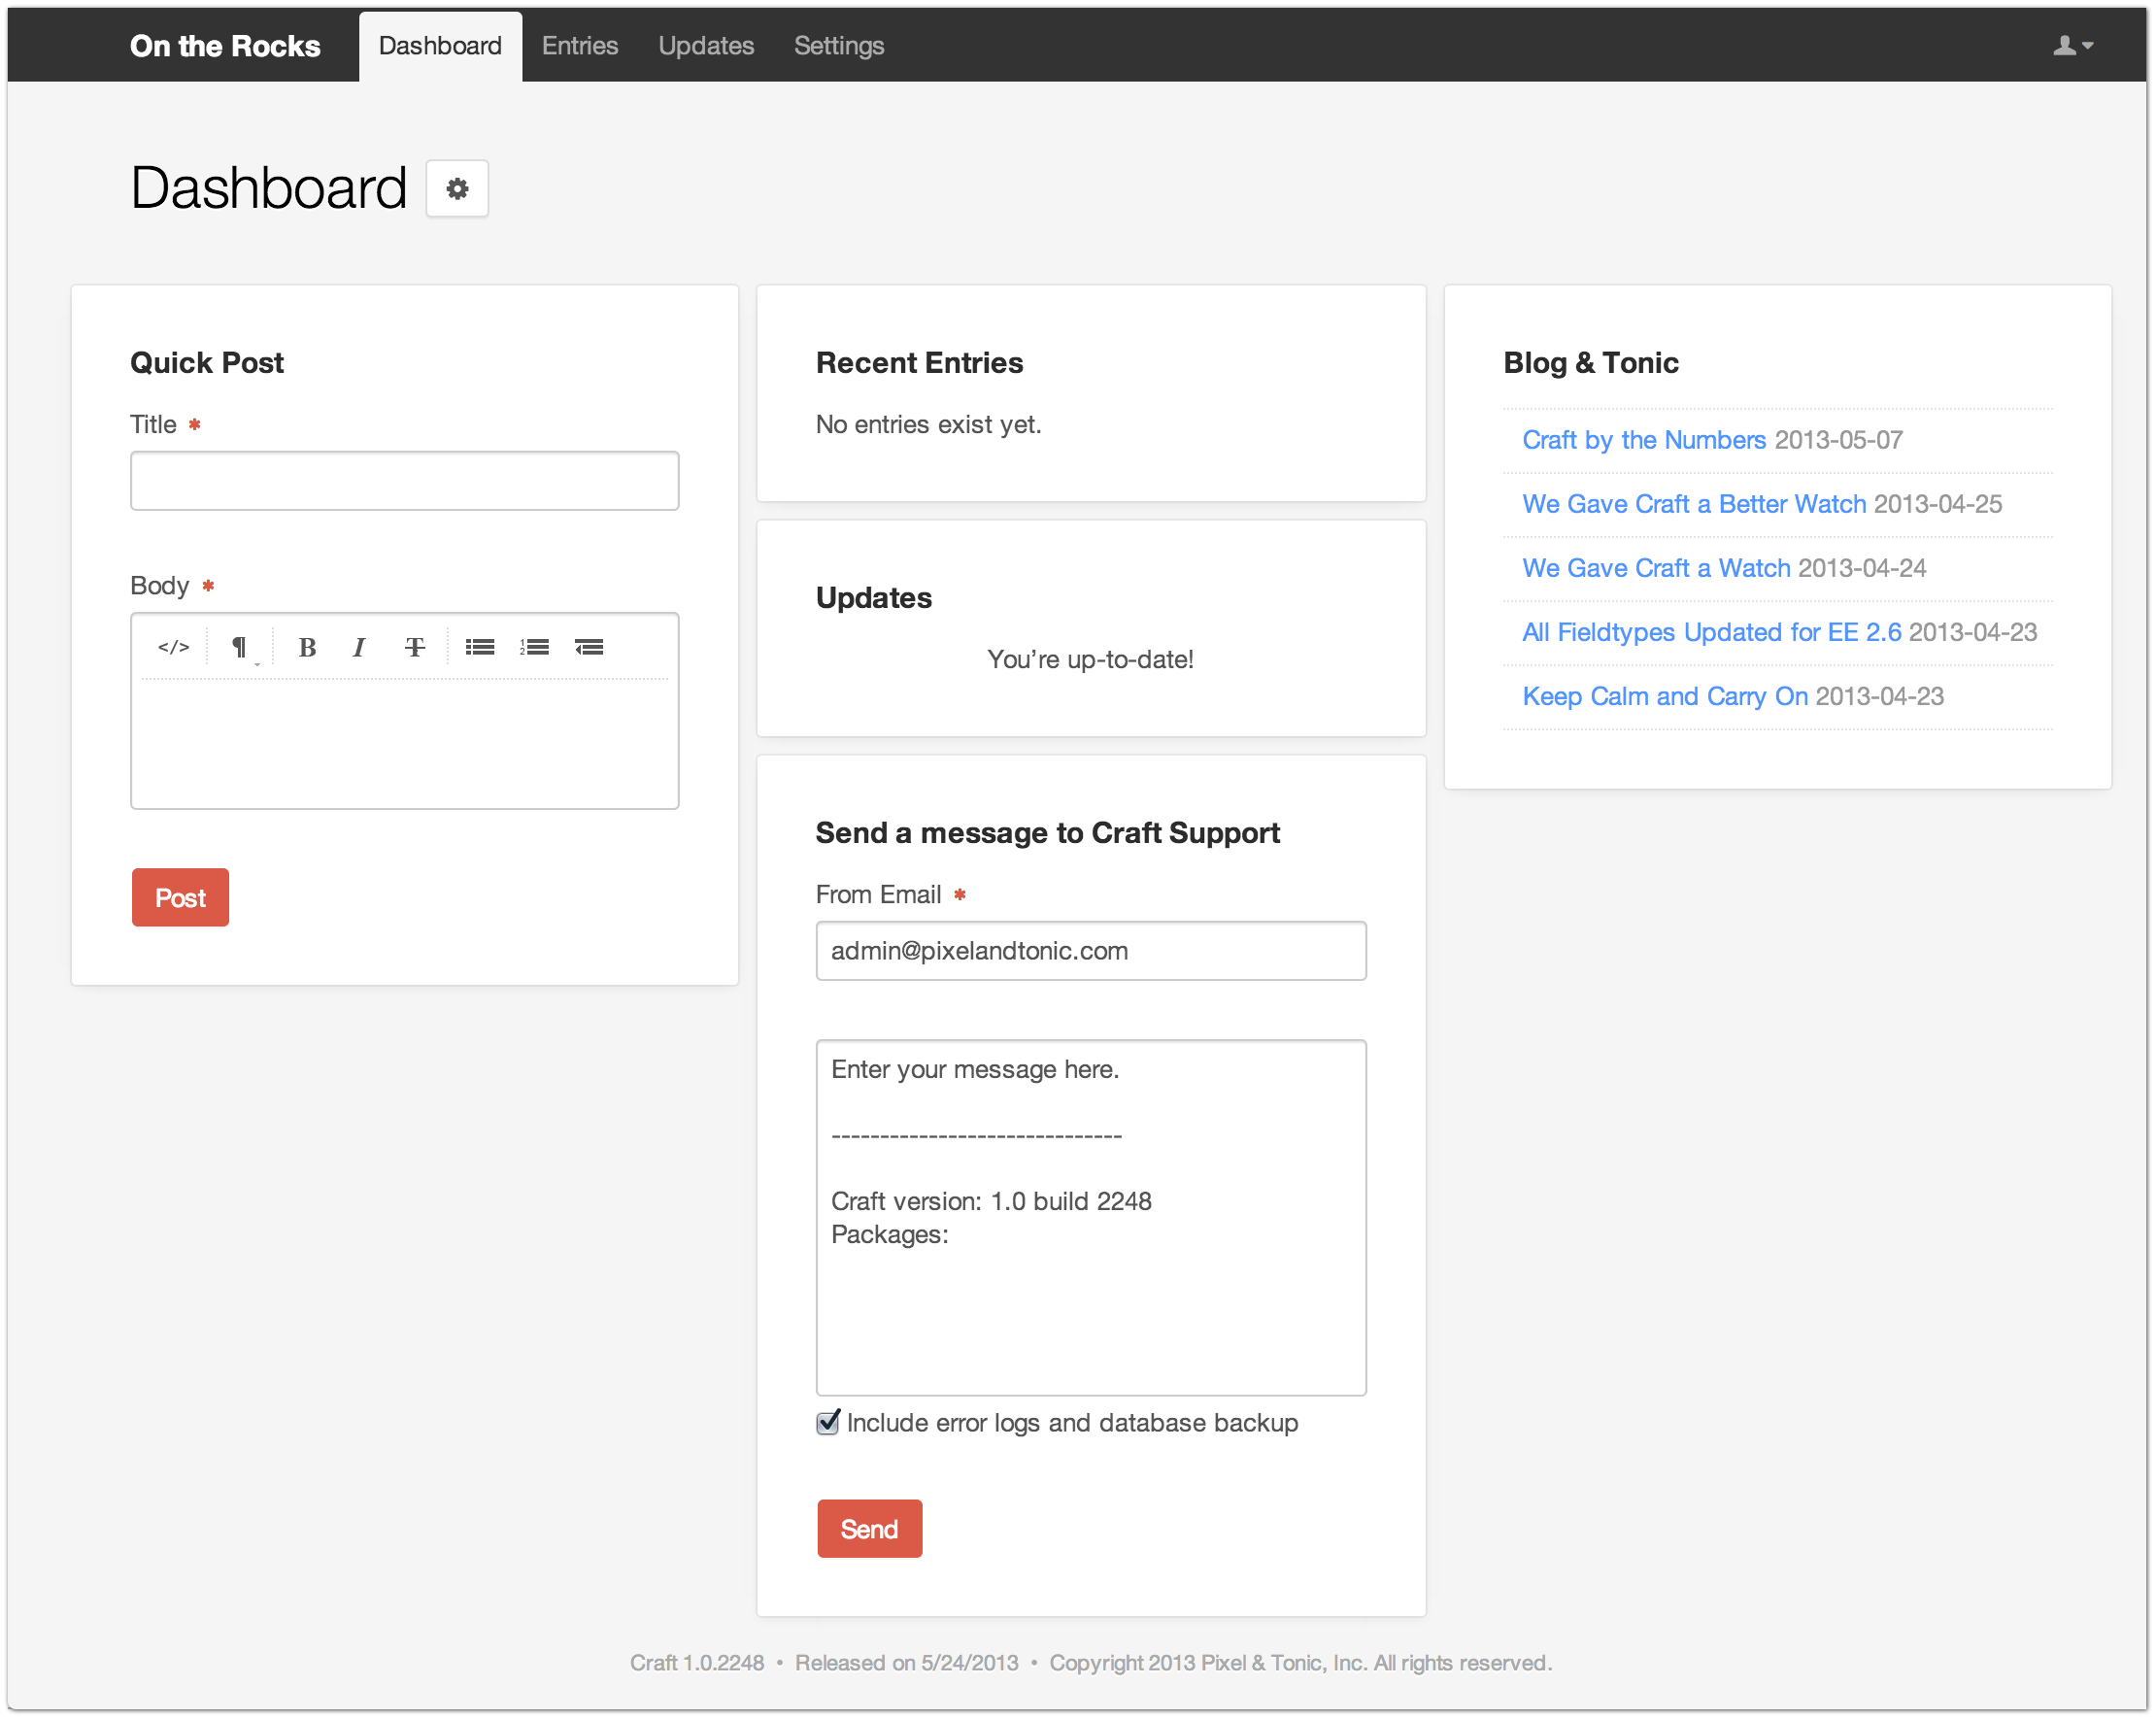 On the Rocks Dashboard Entries Updates Settings
Dashboard
Quick Post
Title *
Body *
</> ¶ B I T
Post
Recent Entries
No entries exist yet.
Updates
You’re up-to-date!
Send a message to Craft Support
From Email *
admin@pixelandtonic.com
Enter your message here.
------------------------------
Craft version: 1.0 build 2248
Packages:
Include error logs and database backup
Send
Blog & Tonic
Craft by the Numbers 2013-05-07
We Gave Craft a Better Watch 2013-04-25
We Gave Craft a Watch 2013-04-24
All Fieldtypes Updated for EE 2.6 2013-04-23
Keep Calm and Carry On 2013-04-23
Craft 1.0.2248 • Released on 5/24/2013 • Copyright 2013 Pixel & Tonic, Inc. All rights reserved.